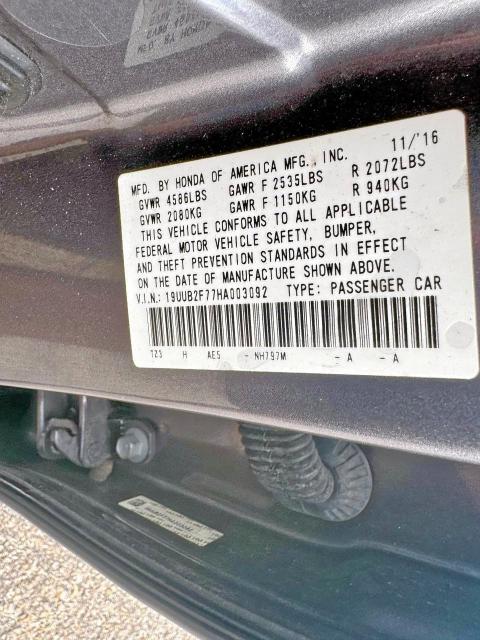 MFD. BY HONDA OF AMERICA MFG., INC. 11/'16
GVWR 4586LBS GAWR F 2535LBS R 2072LBS
GVWR 2080KG GAWR F 1150KG R 940KG
THIS VEHICLE CONFORMS TO ALL APPLICABLE
FEDERAL MOTOR VEHICLE SAFETY, BUMPER,
AND THEFT PREVENTION STANDARDS IN EFFECT
ON THE DATE OF MANUFACTURE SHOWN ABOVE.
V.I.N.: 19UUB2F77HA003092 TYPE: PASSENGER CAR
TZ3 H AE5 - NH797M - A - A